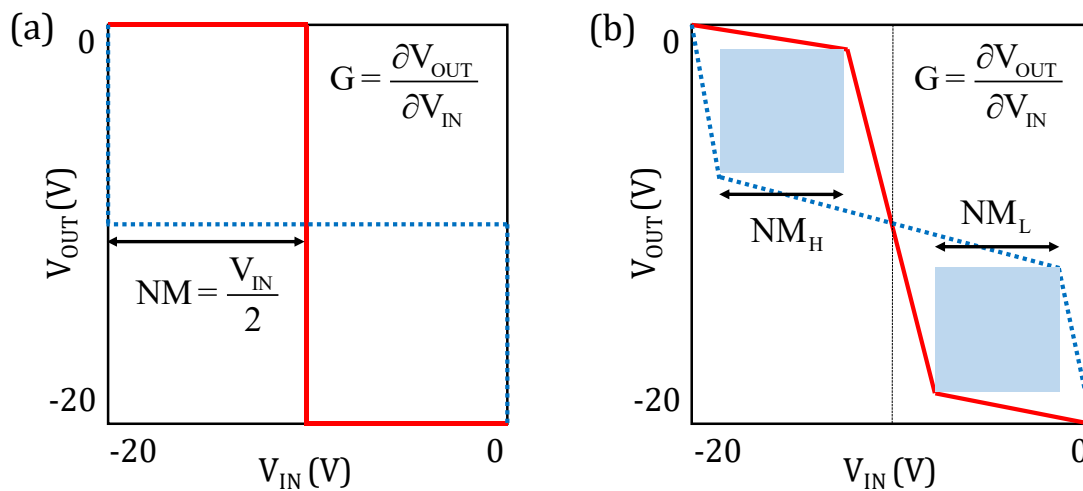 (a)
0
G = ∂V_OUT / ∂V_IN
V_OUT (V)
NM = V_IN / 2
-20
-20
0
V_IN (V)
(b)
0
G = ∂V_OUT / ∂V_IN
V_OUT (V)
NM_H
NM_L
-20
-20
0
V_IN (V)